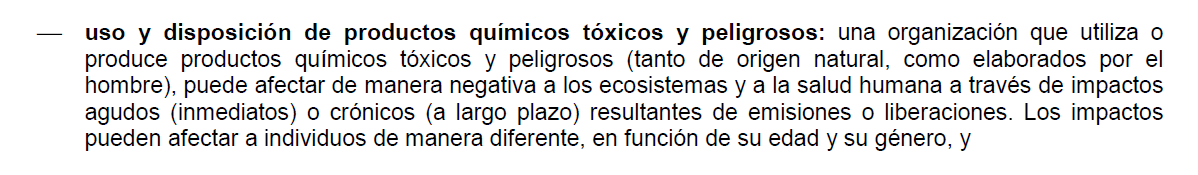 — uso y disposición de productos químicos tóxicos y peligrosos: una organización que utiliza o
produce productos químicos tóxicos y peligrosos (tanto de origen natural, como elaborados por el
hombre), puede afectar de manera negativa a los ecosistemas y a la salud humana a través de impactos
agudos (inmediatos) o crónicos (a largo plazo) resultantes de emisiones o liberaciones. Los impactos
pueden afectar a individuos de manera diferente, en función de su edad y su género, y